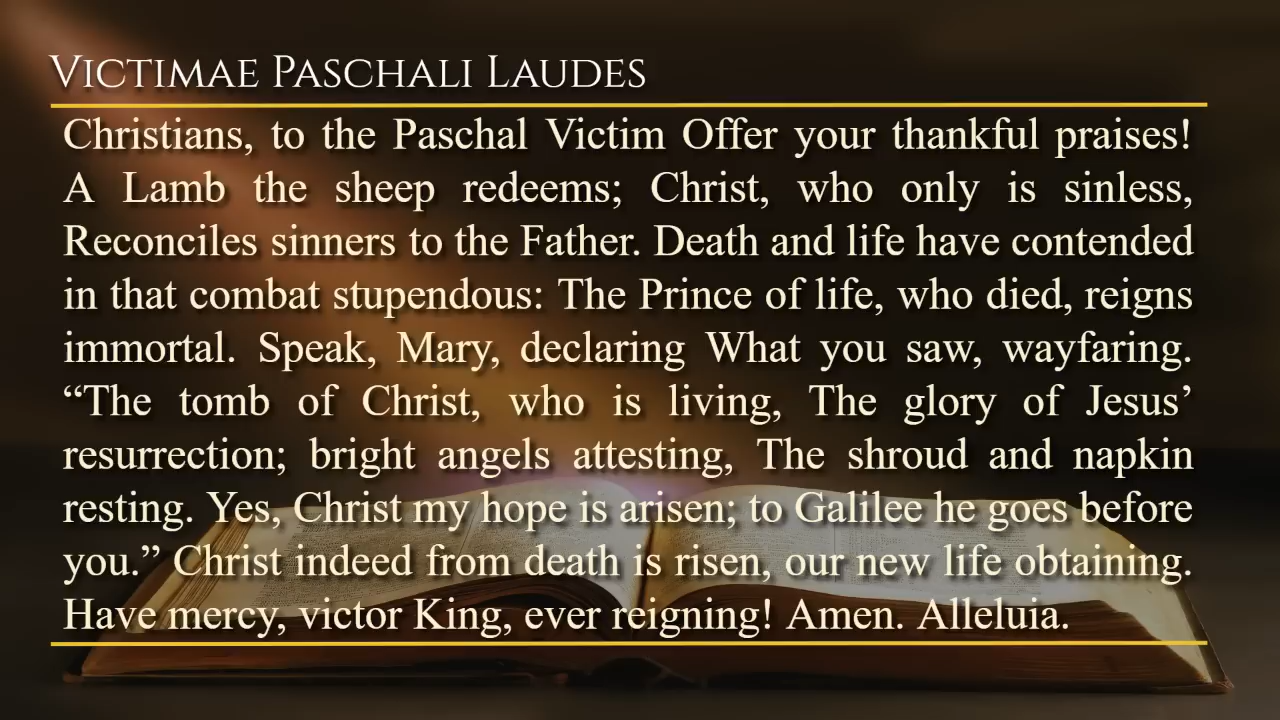 Victimae Paschali Laudes
Christians, to the Paschal Victim Offer your thankful praises!
A Lamb the sheep redeems; Christ, who only is sinless,
Reconciles sinners to the Father. Death and life have contended
in that combat stupendous: The Prince of life, who died, reigns
immortal. Speak, Mary, declaring What you saw, wayfaring.
“The tomb of Christ, who is living, The glory of Jesus’
resurrection; bright angels attesting, The shroud and napkin
resting. Yes, Christ my hope is arisen; to Galilee he goes before
you.” Christ indeed from death is risen, our new life obtaining.
Have mercy, victor King, ever reigning! Amen. Alleluia.